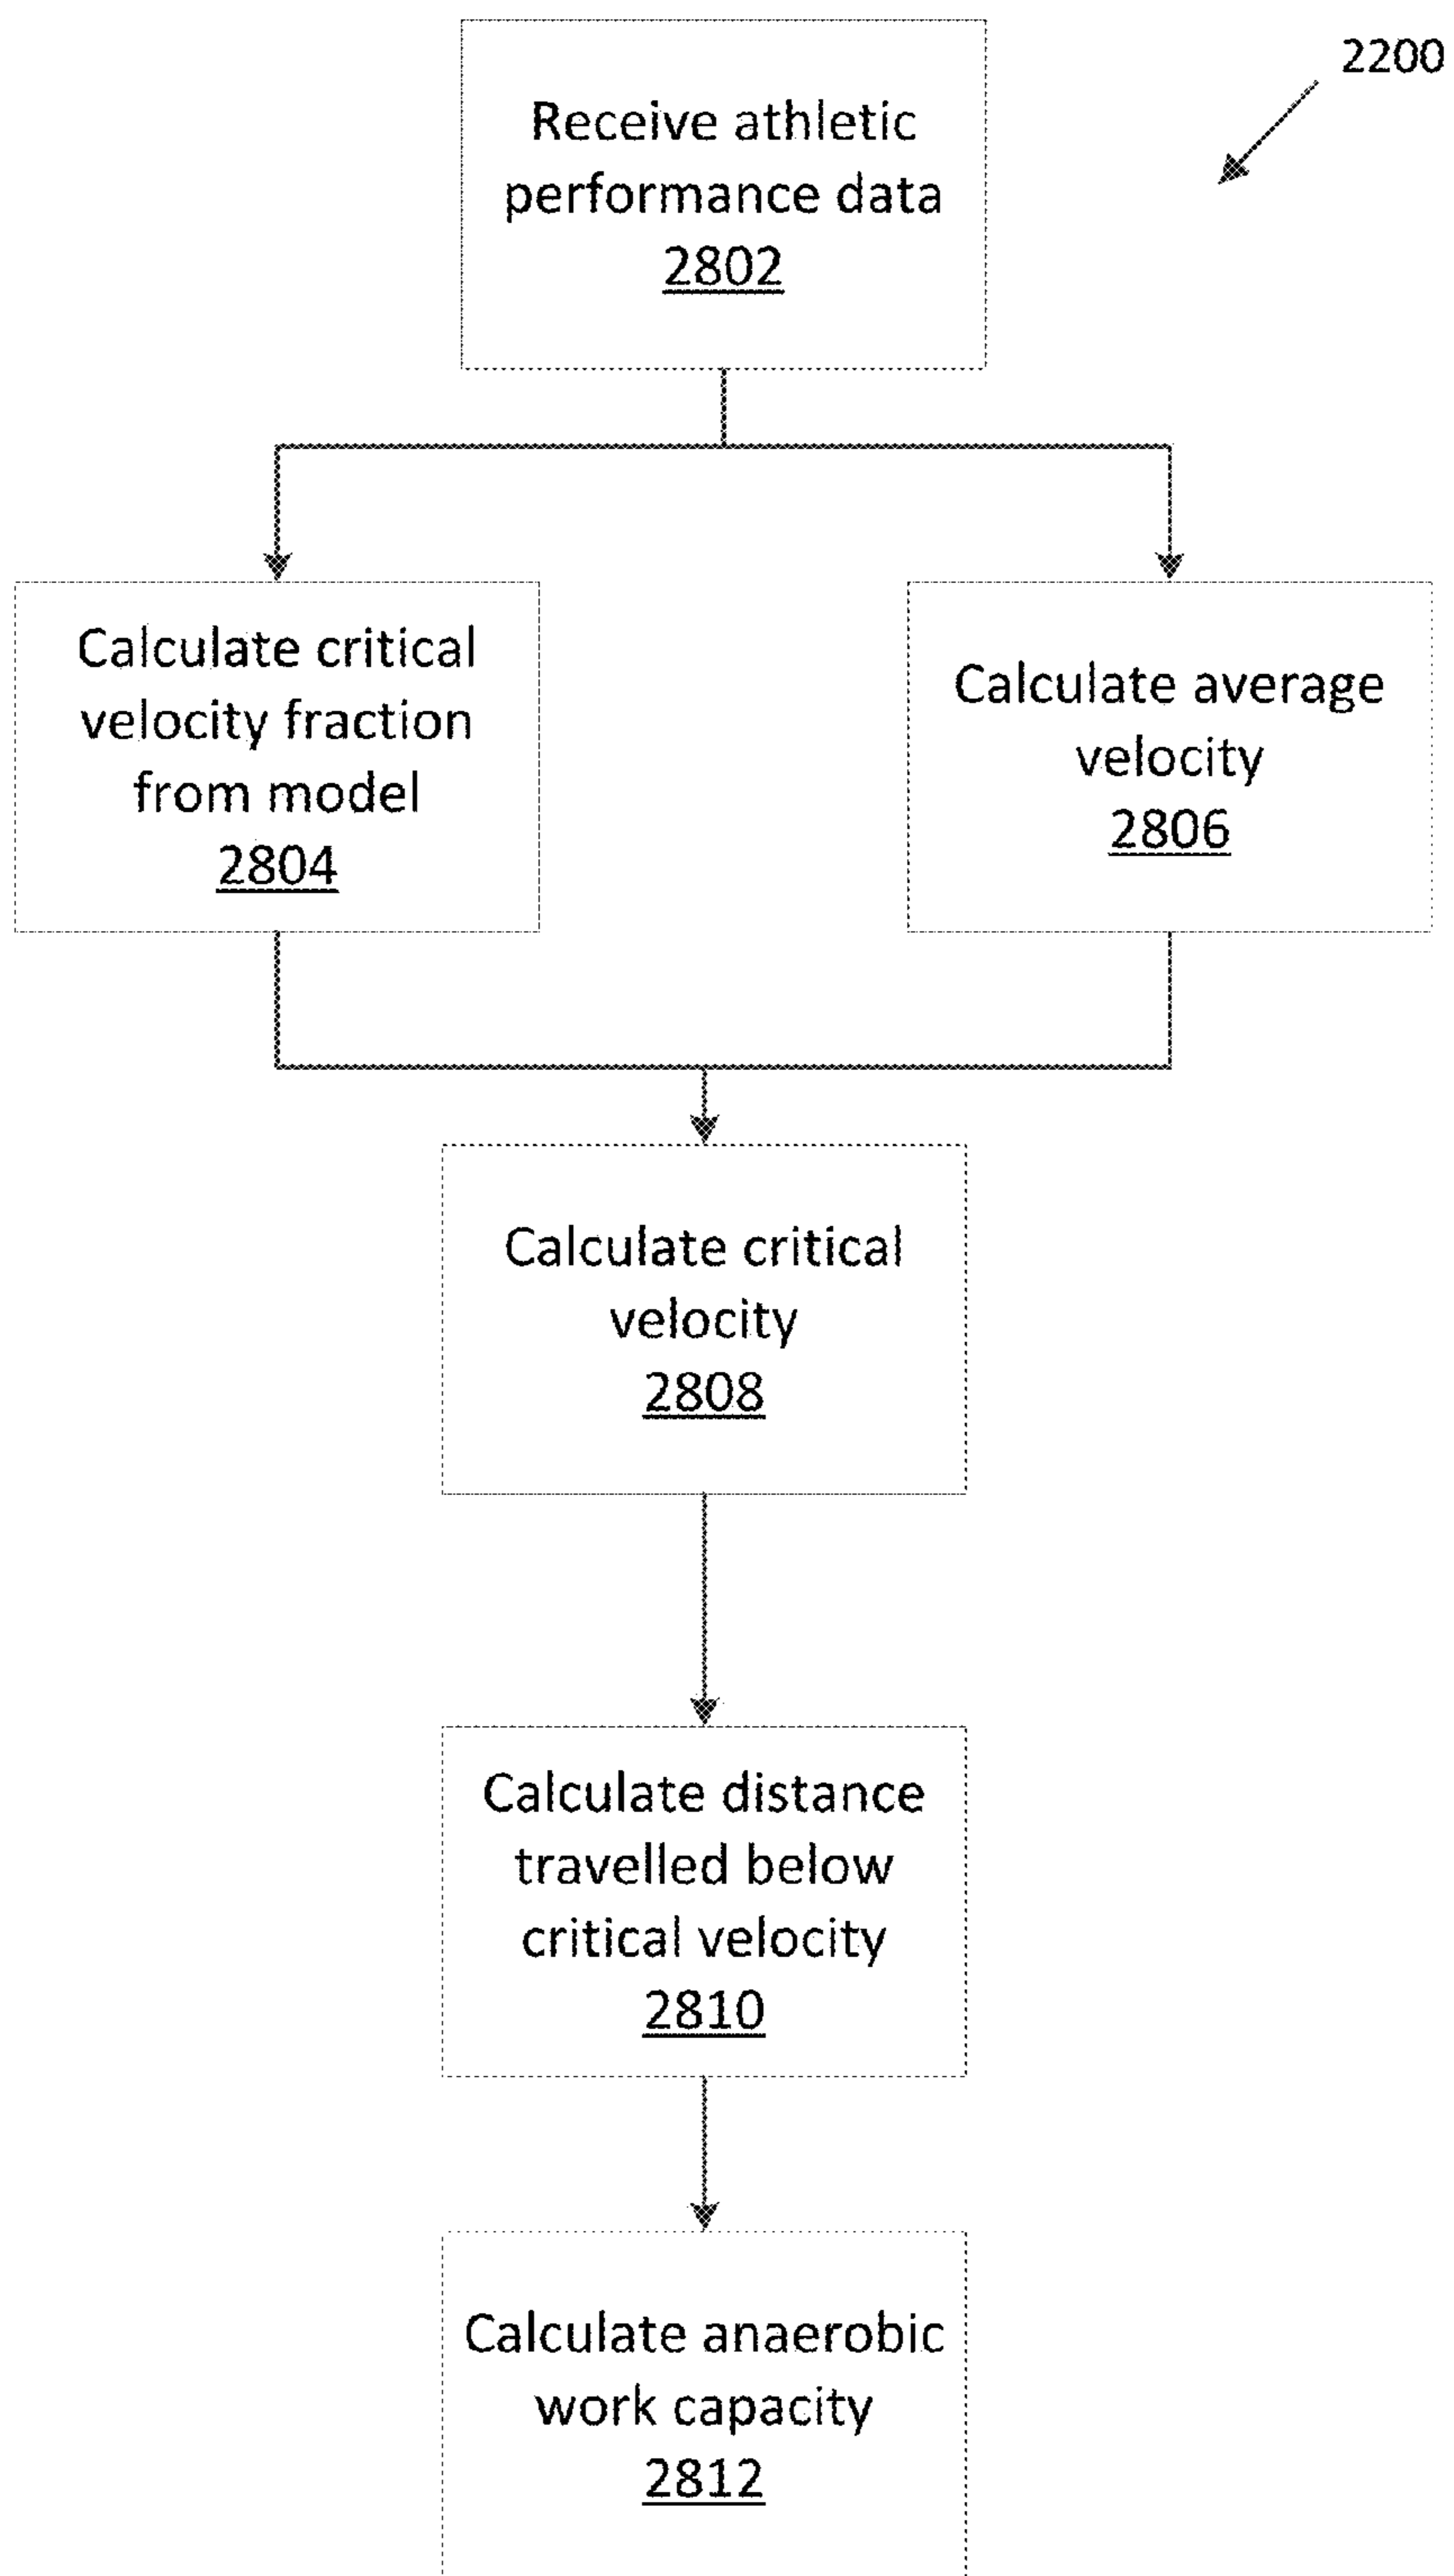 2200
Receive athletic
performance data
2802
Calculate critical
velocity fraction
from model
2804
Calculate average
velocity
2806
Calculate critical
velocity
2808
Calculate distance
travelled below
critical velocity
2810
Calculate anaerobic
work capacity
2812